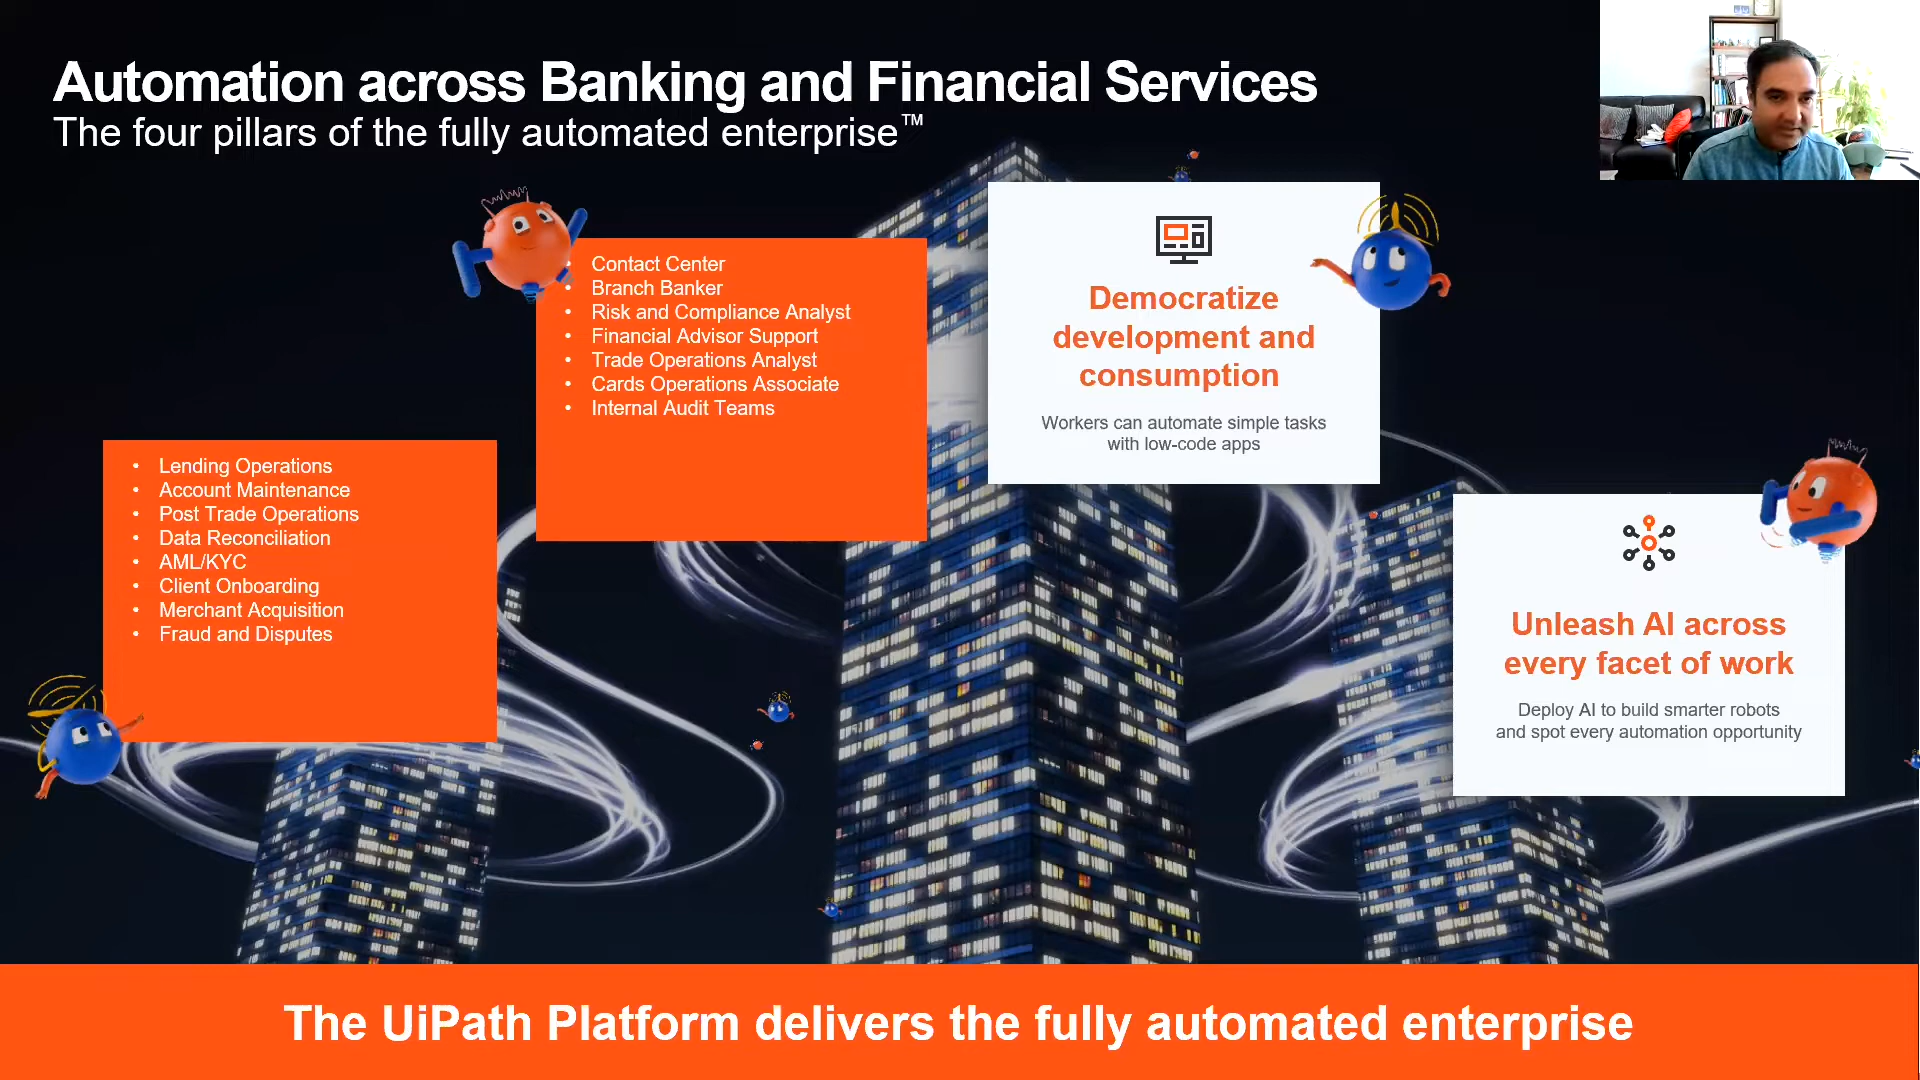 Automation across Banking and Financial Services
The four pillars of the fully automated enterprise™
• Contact Center
• Branch Banker
• Risk and Compliance Analyst
• Financial Advisor Support
• Trade Operations Analyst
• Cards Operations Associate
• Internal Audit Teams
Democratize
development and
consumption
Workers can automate simple tasks
with low-code apps
• Lending Operations
• Account Maintenance
• Post Trade Operations
• Data Reconciliation
• AML/KYC
• Client Onboarding
• Merchant Acquisition
• Fraud and Disputes
Unleash AI across
every facet of work
Deploy AI to build smarter robots
and spot every automation opportunity
The UiPath Platform delivers the fully automated enterprise